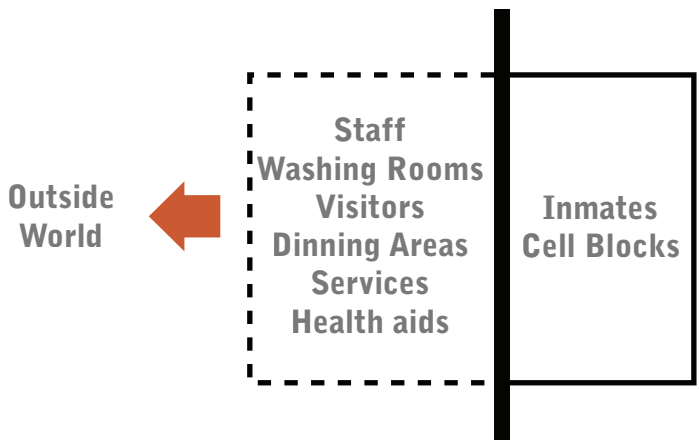 Outside
World
Staff
Washing Rooms
Visitors
Dinning Areas
Services
Health aids
Inmates
Cell Blocks